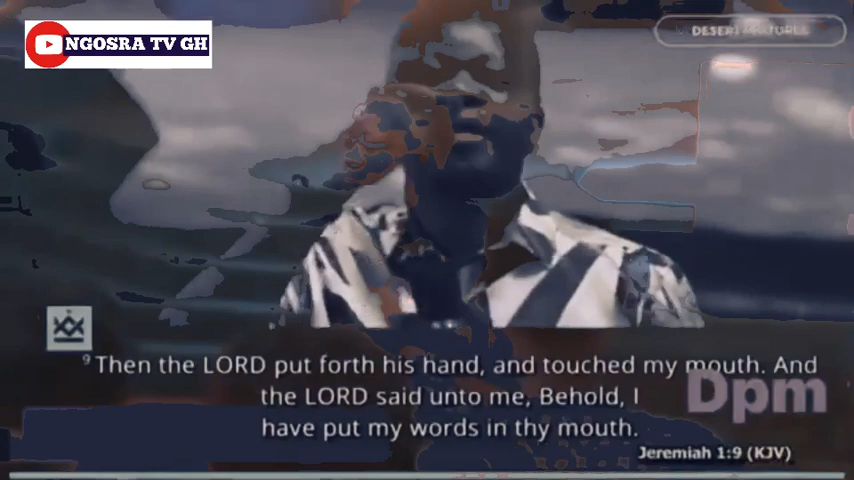 NGOSRA TV GH
9 Then the LORD put forth his hand, and touched my mouth. And
the LORD said unto me, Behold, I
have put my words in thy mouth.
Dpm
Jeremiah 1:9 (KJV)